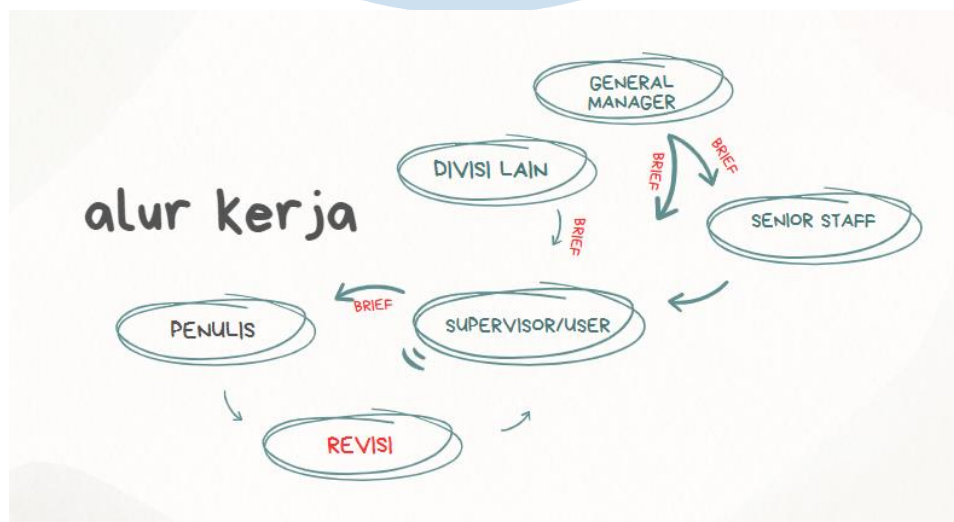 GENERAL
MANAGER
DIVISI LAIN
BRIEF
BRIEF
alur kerja
SENIOR STAFF
BRIEF
BRIEF
PENULIS
SUPERVISOR/USER
REVISI